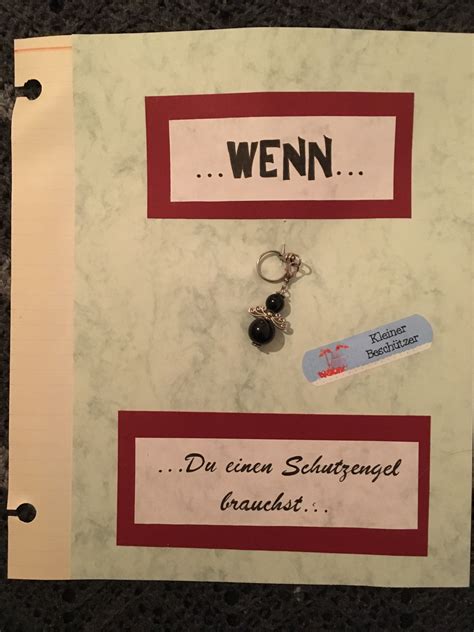 ...WENN...
Kleiner
Beschützer
...Du einen Schutzengel
brauchst...